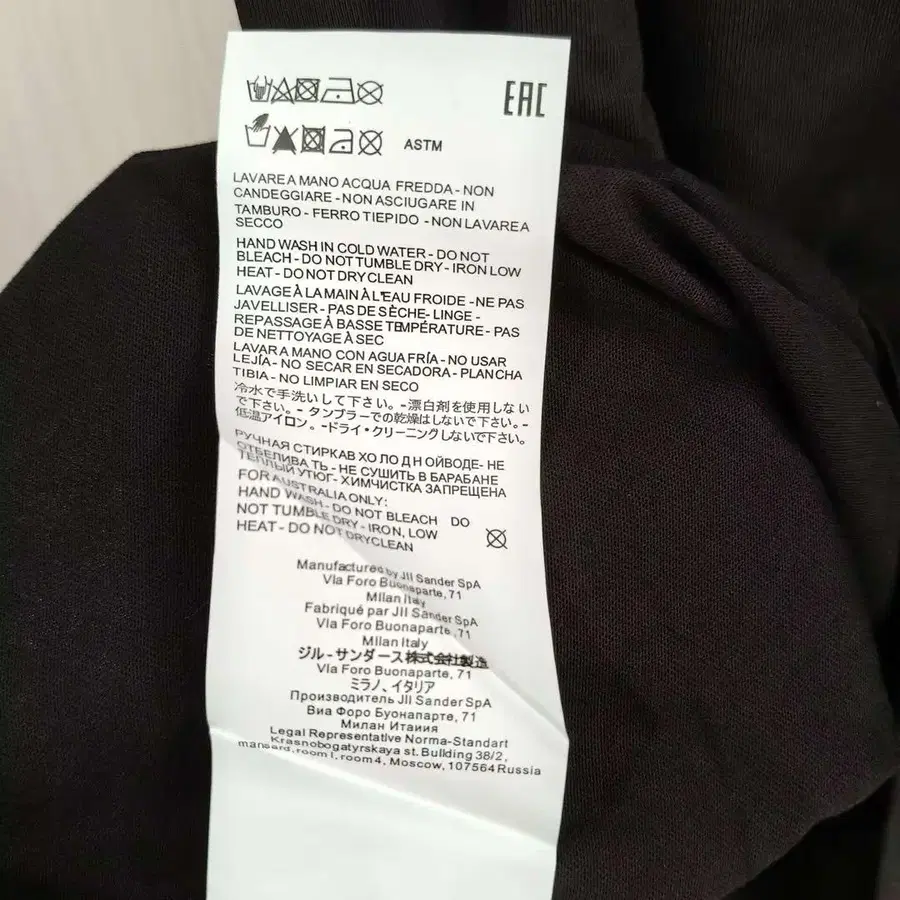 EAC
ASTM
LAVARE A MANO ACQUA FREDDA - NON
CANDEGGIARE - NON ASCIUGARE IN
TAMBURO - FERRO TIEPIDO - NON LAVARE A
SECCO
HAND WASH IN COLD WATER - DO NOT
BLEACH - DO NOT TUMBLE DRY - IRON LOW
HEAT - DO NOT DRYCLEAN
LAVAGE À LA MAIN À L'EAU FROIDE - NE PAS
JAVELLISER - PAS DE SÈCHE- LINGE -
REPASSAGE À BASSE TEMPÉRATURE - PAS
DE NETTOYAGE À SEC
LAVAR A MANO CON AGUA FRÍA - NO USAR
LEJÍA - NO SECAR EN SECADORA - PLANCHA
TIBIA - NO LIMPIAR EN SECO
冷水で手洗いして下さい。-漂白剤を使用しない
で下さい。- タンブラーでの乾燥はしないで下さい。-
低温アイロン。-ドライ・クリーニングしないで下さい。
РУЧНАЯ СТИРКАВ ХО ЛО Д Н ОЙВОДЕ- НЕ
ОТБЕЛИВА ТЬ - НЕ СУШИТЬ В БАРАБАНЕ
ТЕПЛЫЙ УТЮГ - ХИМЧИСТКА ЗАПРЕЩЕНА
FOR AUSTRALIA ONLY:
HAND WASH - DO NOT BLEACH DO
NOT TUMBLE DRY - IRON, LOW
HEAT - DO NOT DRYCLEAN
Manufactured by JIl Sander SpA
VIa Foro Buonaparte, 71
MIlan Italy
Fabriqué par JIl Sander SpA
VIa Foro Buonaparte ,71
MIlan Italy
ジル-サンダース株式会社製造
VIa Foro Buonaparte, 71
ミラノ、イタリア
Производитель JIl Sander SpA
Виа Форо Буонапарте, 71
Милан Итаиия
Legal Representative Norma-Standart
Krasnobogatyrskaya st. BuIlding 38/2,
mansard, room I, room 4, Moscow, 107564 Russia